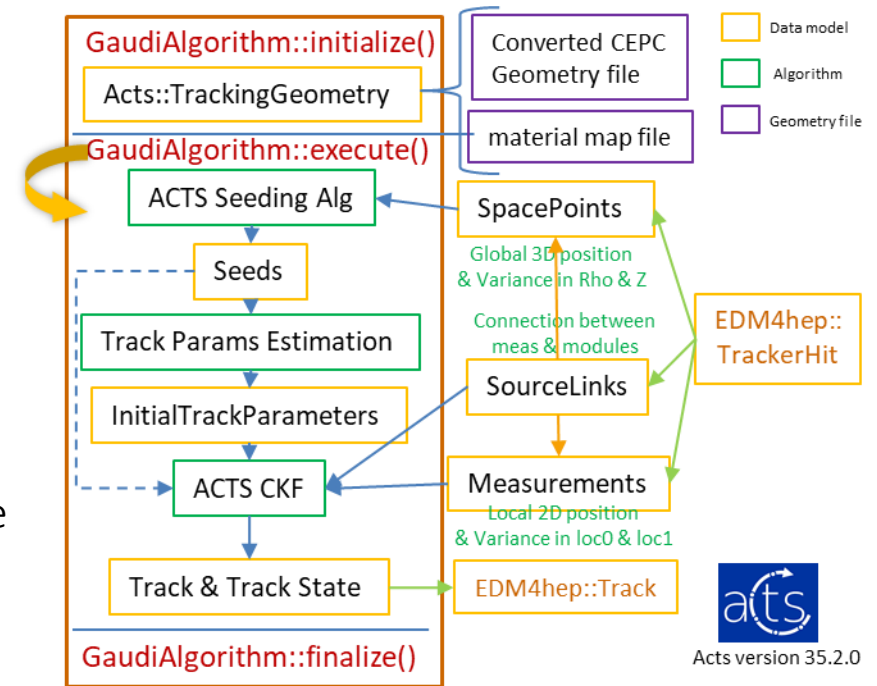 GaudiAlgorithm::initialize()
Acts::TrackingGeometry
Converted CEPC
Geometry file
material map file
Data model
Algorithm
Geometry file
GaudiAlgorithm::execute()
ACTS Seeding Alg
Seeds
Track Params Estimation
InitialTrackParameters
ACTS CKF
Track & Track State
GaudiAlgorithm::finalize()
SpacePoints
Global 3D position
& Variance in Rho & Z
Connection between
meas & modules
SourceLinks
Measurements
Local 2D position
& Variance in loc0 & loc1
EDM4hep::Track
EDM4hep::
TrackerHit
e
acts
Acts version 35.2.0